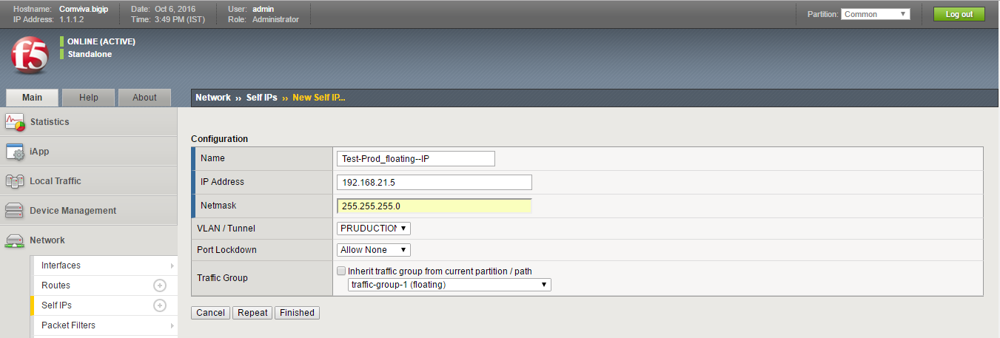 Hostname: Comviva.bigip Date: Oct 6, 2016 User: admin
IP Address: 1.1.1.2 Time: 3:49 PM (IST) Role: Administrator
Partition: Common Log out
f5
ONLINE (ACTIVE)
Standalone
Main Help About
Network ›› Self IPs ›› New Self IP...
Statistics
iApp
Local Traffic
Device Management
Network
Interfaces
Routes
Self IPs
Packet Filters
Configuration
Name Test-Prod_floating--IP
IP Address 192.168.21.5
Netmask 255.255.255.0
VLAN / Tunnel PRUDUCTION
Port Lockdown Allow None
Traffic Group Inherit traffic group from current partition / path
traffic-group-1 (floating)
Cancel Repeat Finished